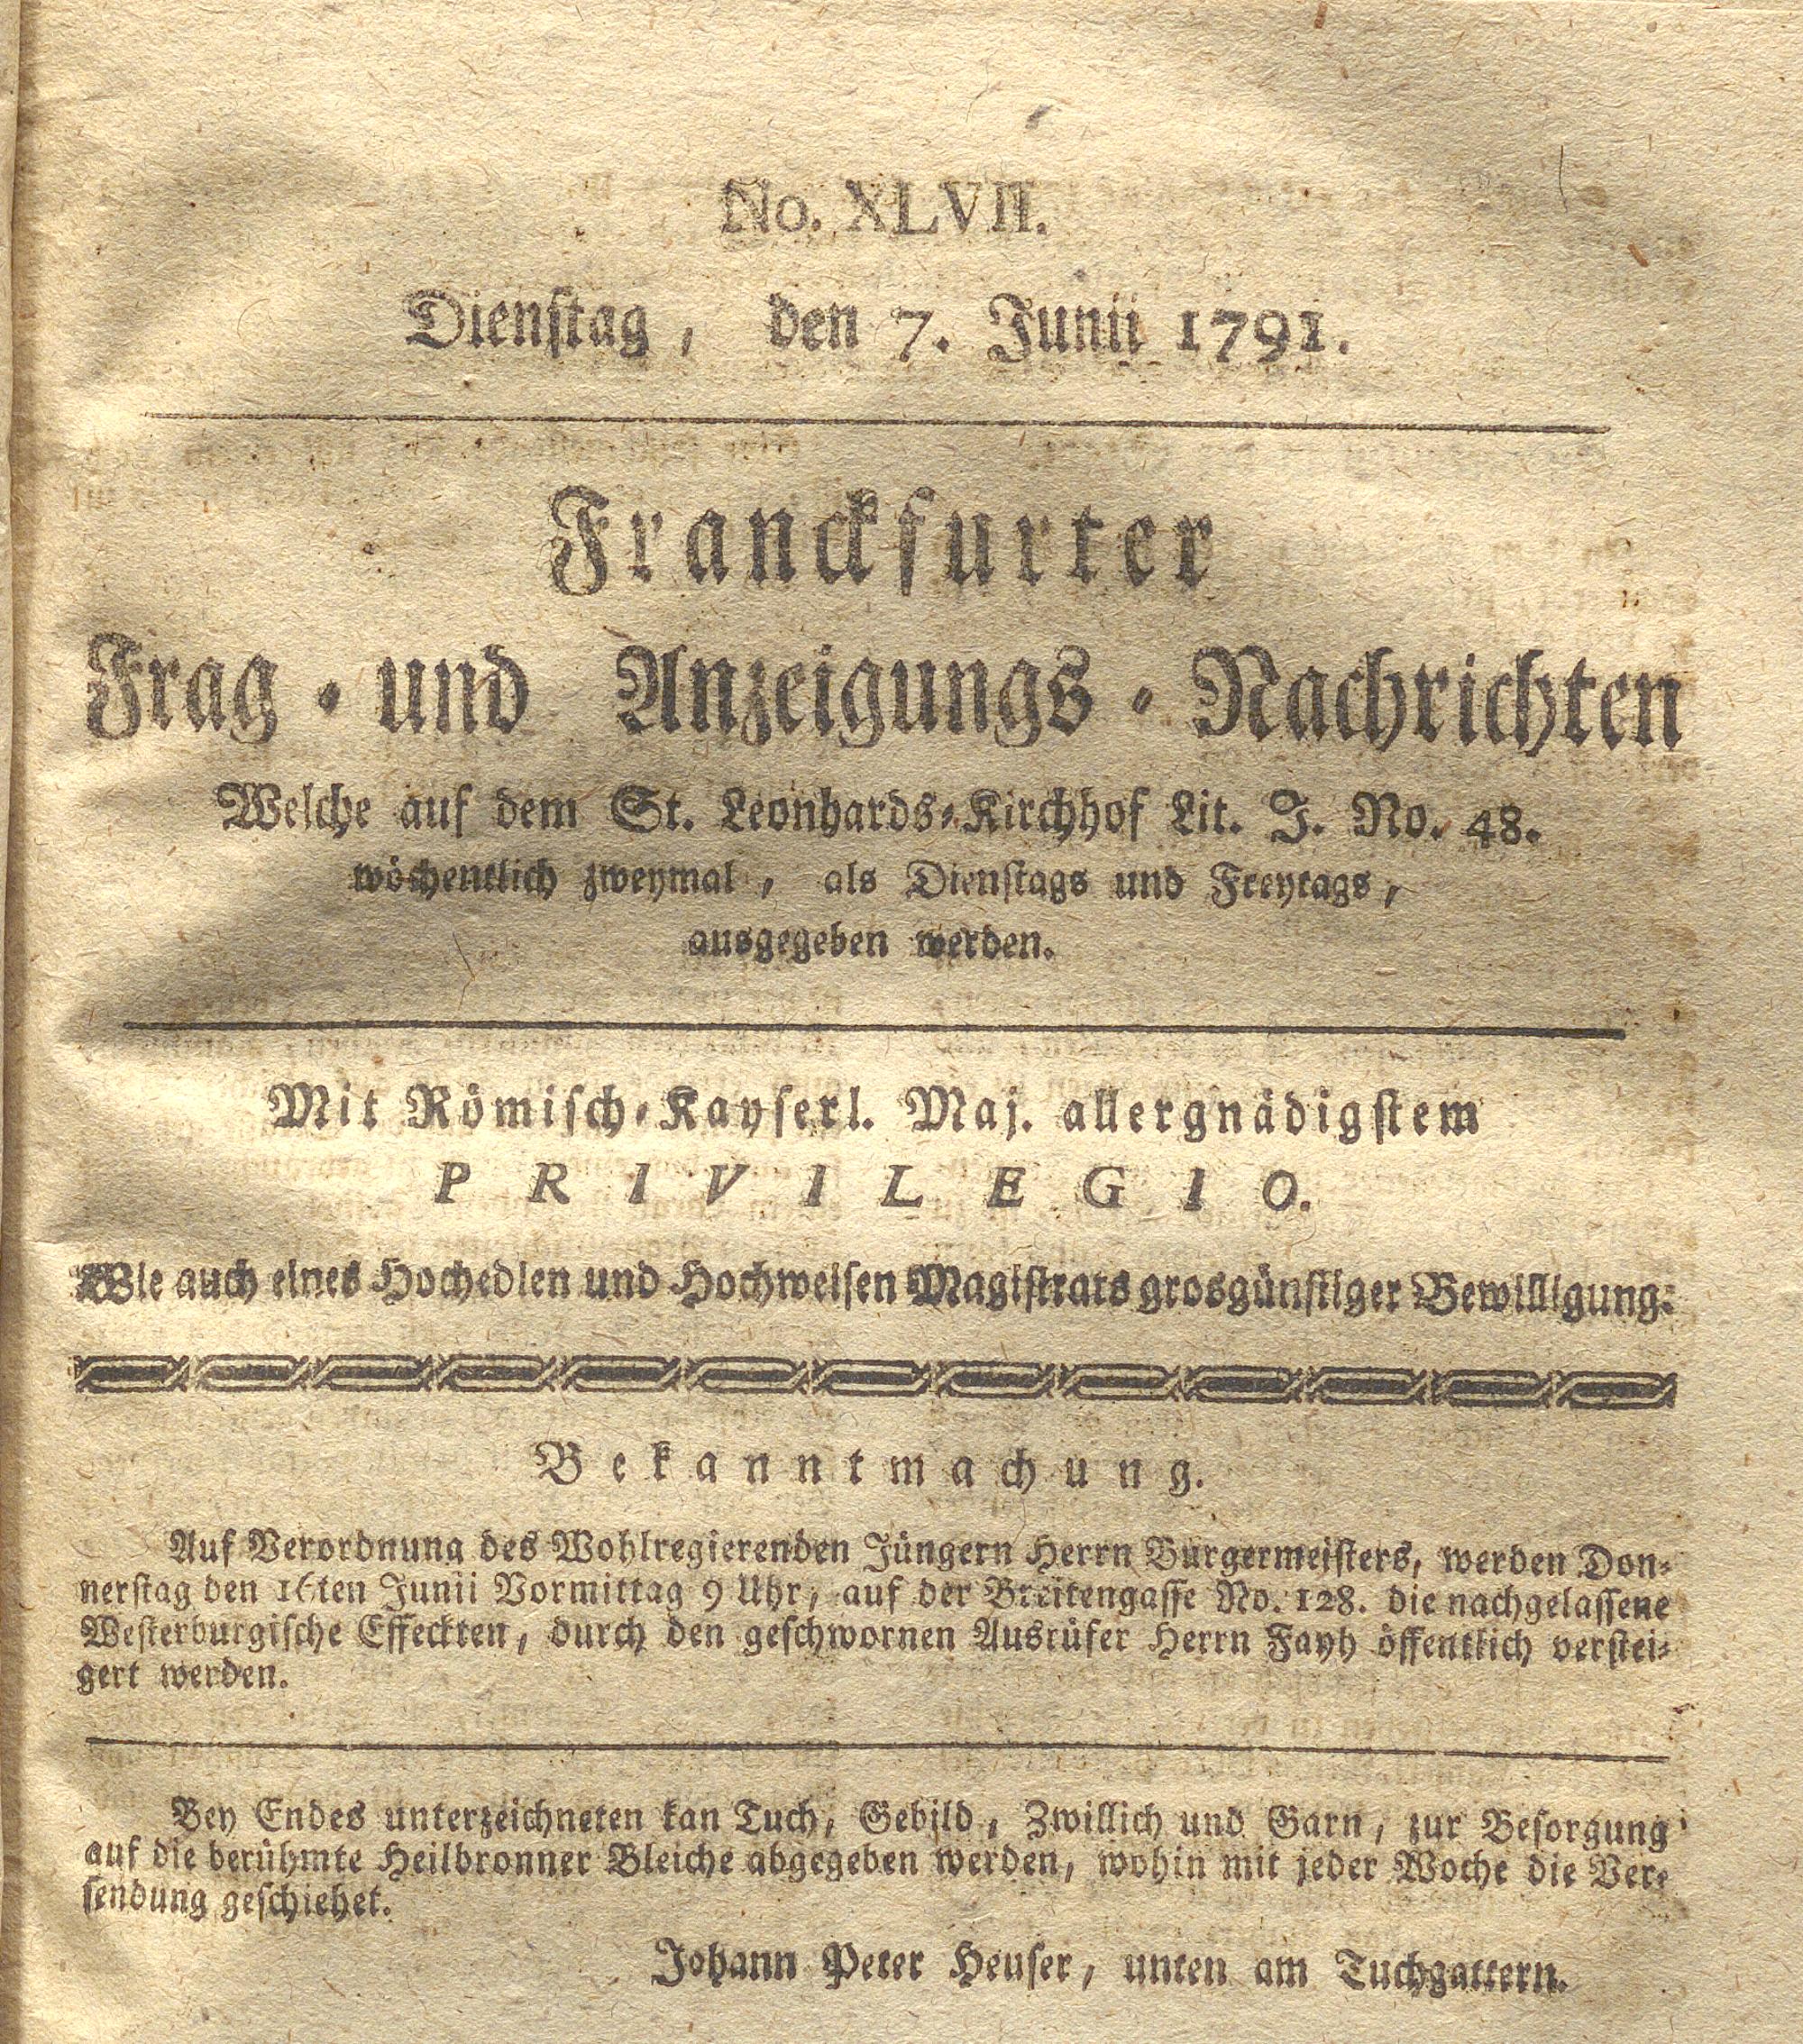 No. XLVII.
Dienstag, den 7. Junii 1791.
Franckfurter
Frag- und Anzeigungs-Nachrichten
Welche auf dem St. Leonhards-Kirchhof Lit. J. No. 48.
wöchentlich zweymal, als Dienstags und Freytags,
ausgegeben werden.
Mit Römisch-Kayserl. Maj. allergnädigstem
PRIVILEGIO.
Wie auch eines Hochedlen und Hochweisen Magistrats grosgünstiger Bewilligung.
Bekanntmachung.
Auf Verordnung des Wohlregierenden Jüngern Herrn Burgermeisters, werden Don-
nerstag den 16ten Junii Vormittag 9 Uhr, auf der Breitengasse No. 128. die nachgelassene
Westerburgische Effeckten, durch den geschwornen Ausrüfer Herrn Fayh öffentlich verstei-
gert werden.
Bey Endes unterzeichneten kan Tuch, Gebild, Zwillich und Garn, zur Besorgung
auf die berühmte Heilbronner Bleiche abgegeben werden, wohin mit jeder Woche die Ver-
sendung geschiehet.
Johann Peter Heuser, unten am Tuchgattern.